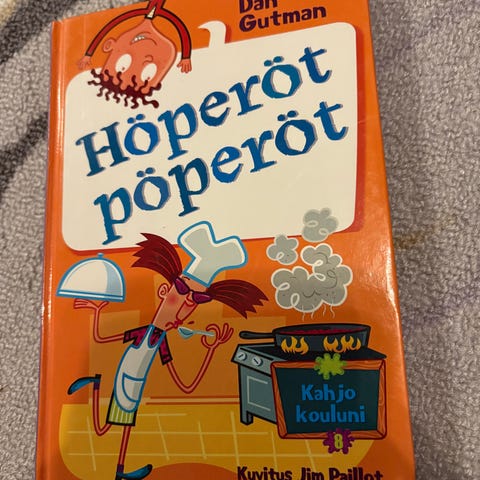 Dan
Gutman
Höperöt
pöperöt
Kahjo
kouluni
8
Kuvitus Jim Paillot